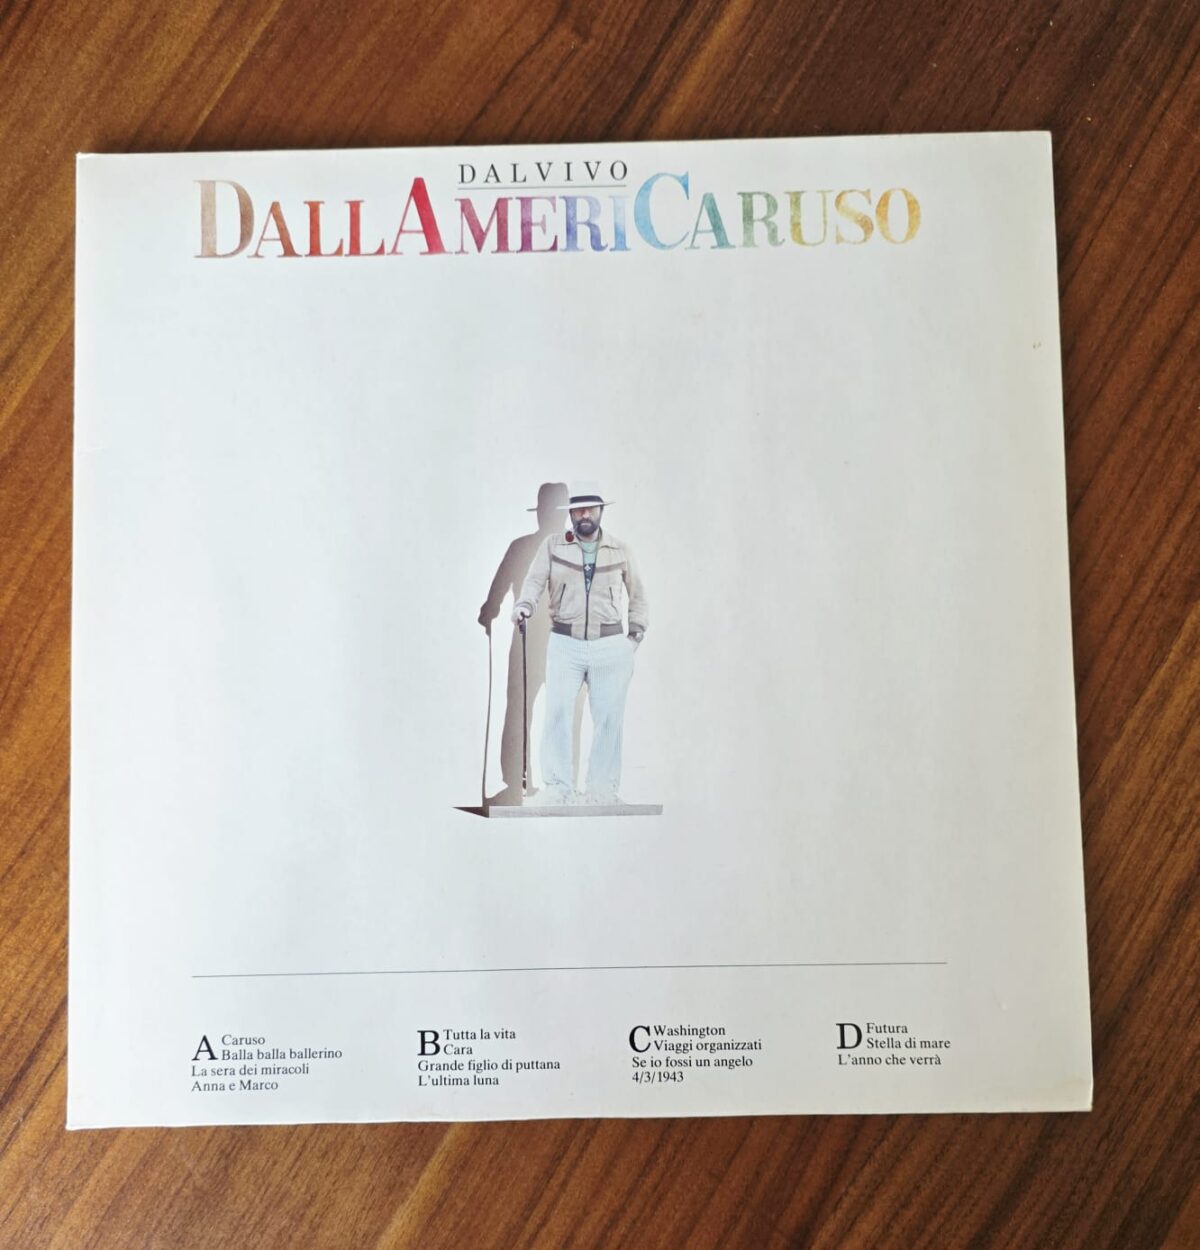 DALVIVO
DALLAMERICARUSO
A Caruso
Balla balla ballerino
La sera dei miracoli
Anna e Marco
B Tutta la vita
Cara
Grande figlio di puttana
L'ultima luna
C Washington
Viaggi organizzati
Se io fossi un angelo
4/3/1943
D Futura
Stella di mare
L'anno che verrà